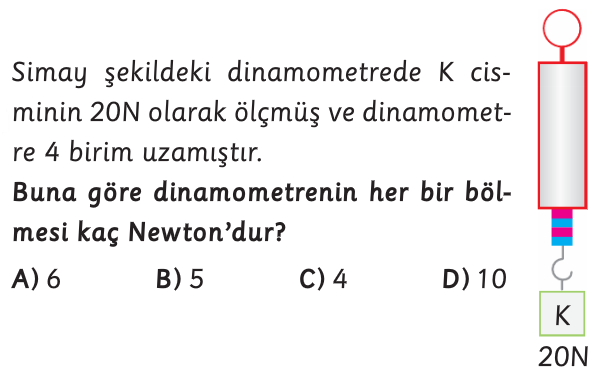 Simay şekildeki dinamometrede K cis-
minin 20N olarak ölçmüş ve dinamomet-
re 4 birim uzamıştır.
Buna göre dinamometrenin her bir böl-
mesi kaç Newton'dur?
A) 6 B) 5 C) 4 D) 10
K
20N